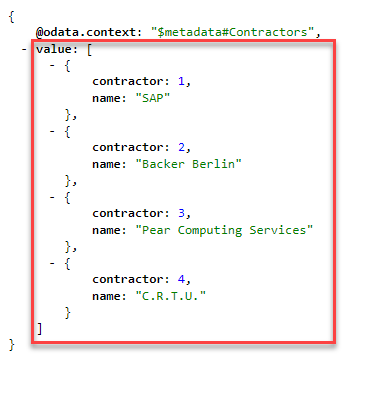 {
@odata.context: "$metadata#Contractors",
- value: [
- {
contractor: 1,
name: "SAP"
},
- {
contractor: 2,
name: "Backer Berlin"
},
- {
contractor: 3,
name: "Pear Computing Services"
},
- {
contractor: 4,
name: "C.R.T.U."
}
]
}